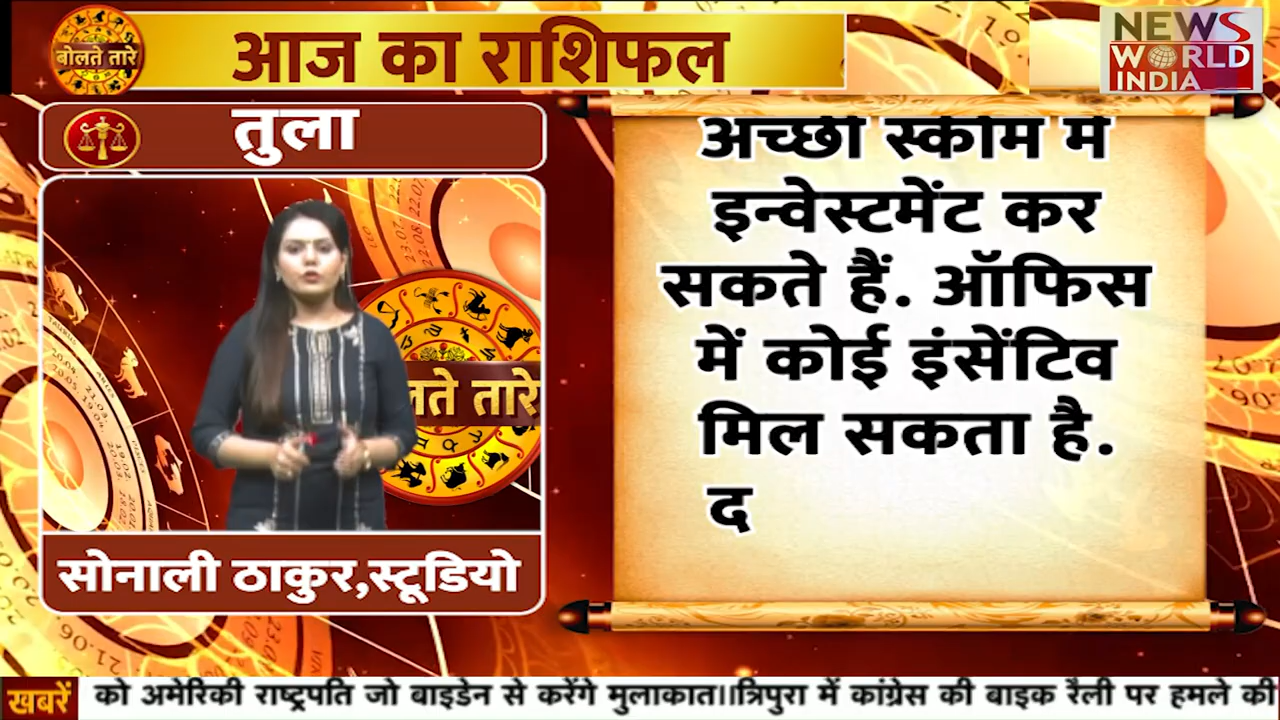 बोलते तारे
आज का राशिफल
NEWS
WORLD
INDIA
तुला
अच्छी स्कीम में
इन्वेस्टमेंट कर
सकते हैं. ऑफिस
में कोई इंसेंटिव
मिल सकता है.
द
लते तारे
सोनाली ठाकुर,स्टूडियो
खबरें
को अमेरिकी राष्ट्रपति जो बाइडेन से करेंगे मुलाकात।।त्रिपुरा में कांग्रेस की बाइक रैली पर हमले की